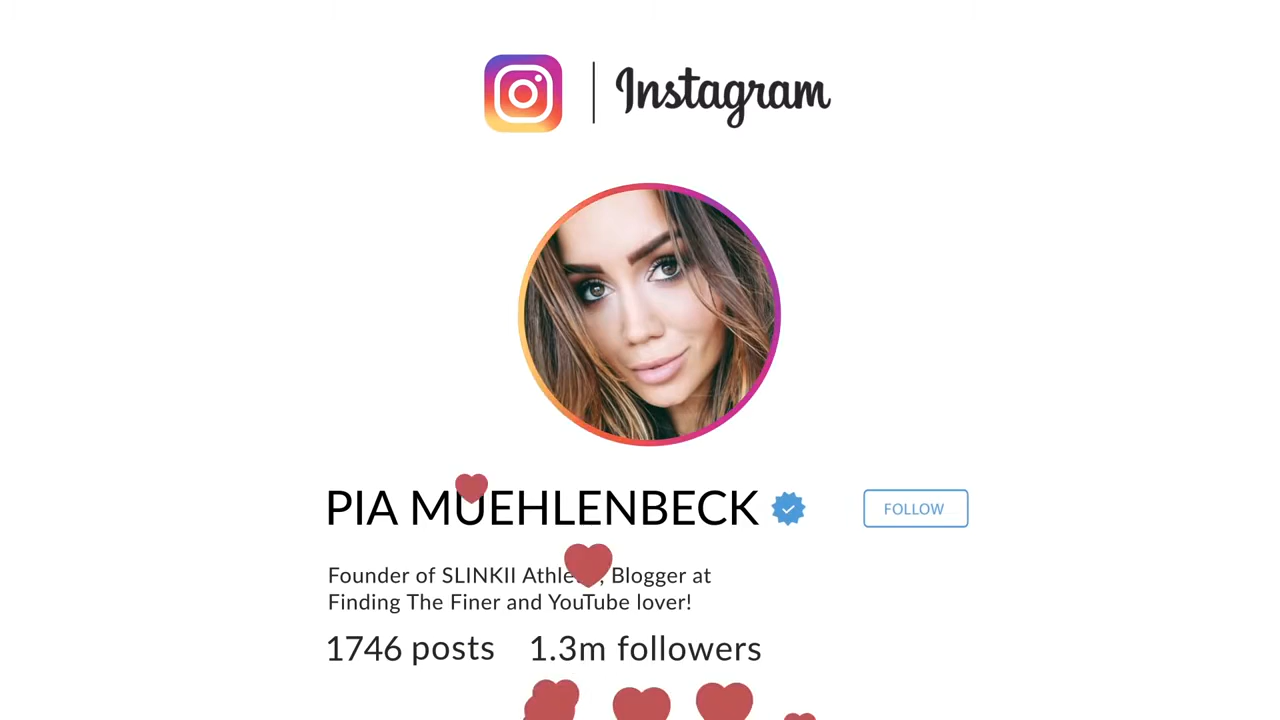 Instagram
PIA MUEHLENBECK
FOLLOW
Founder of SLINKII Blogger at
Finding The Finer and YouTube lover!
1746 posts 1.3m followers